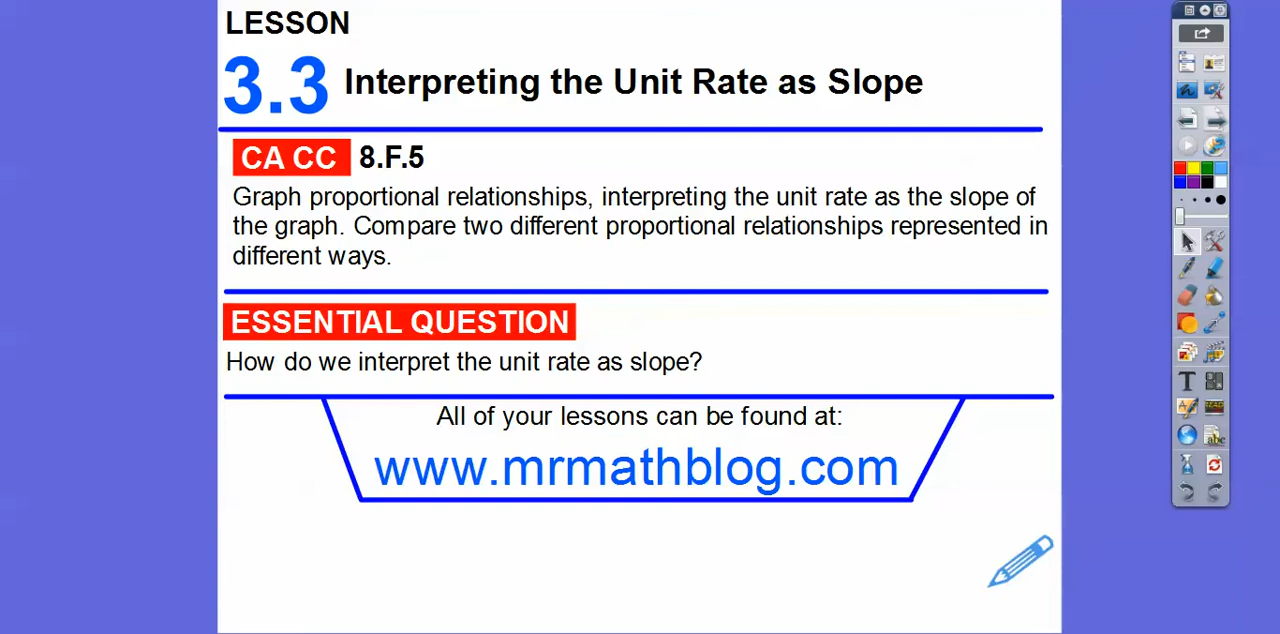 LESSON
3.3 Interpreting the Unit Rate as Slope
CA CC 8.F.5
Graph proportional relationships, interpreting the unit rate as the slope of
the graph. Compare two different proportional relationships represented in
different ways.
ESSENTIAL QUESTION
How do we interpret the unit rate as slope?
All of your lessons can be found at:
www.mrmathblog.com
T
abc